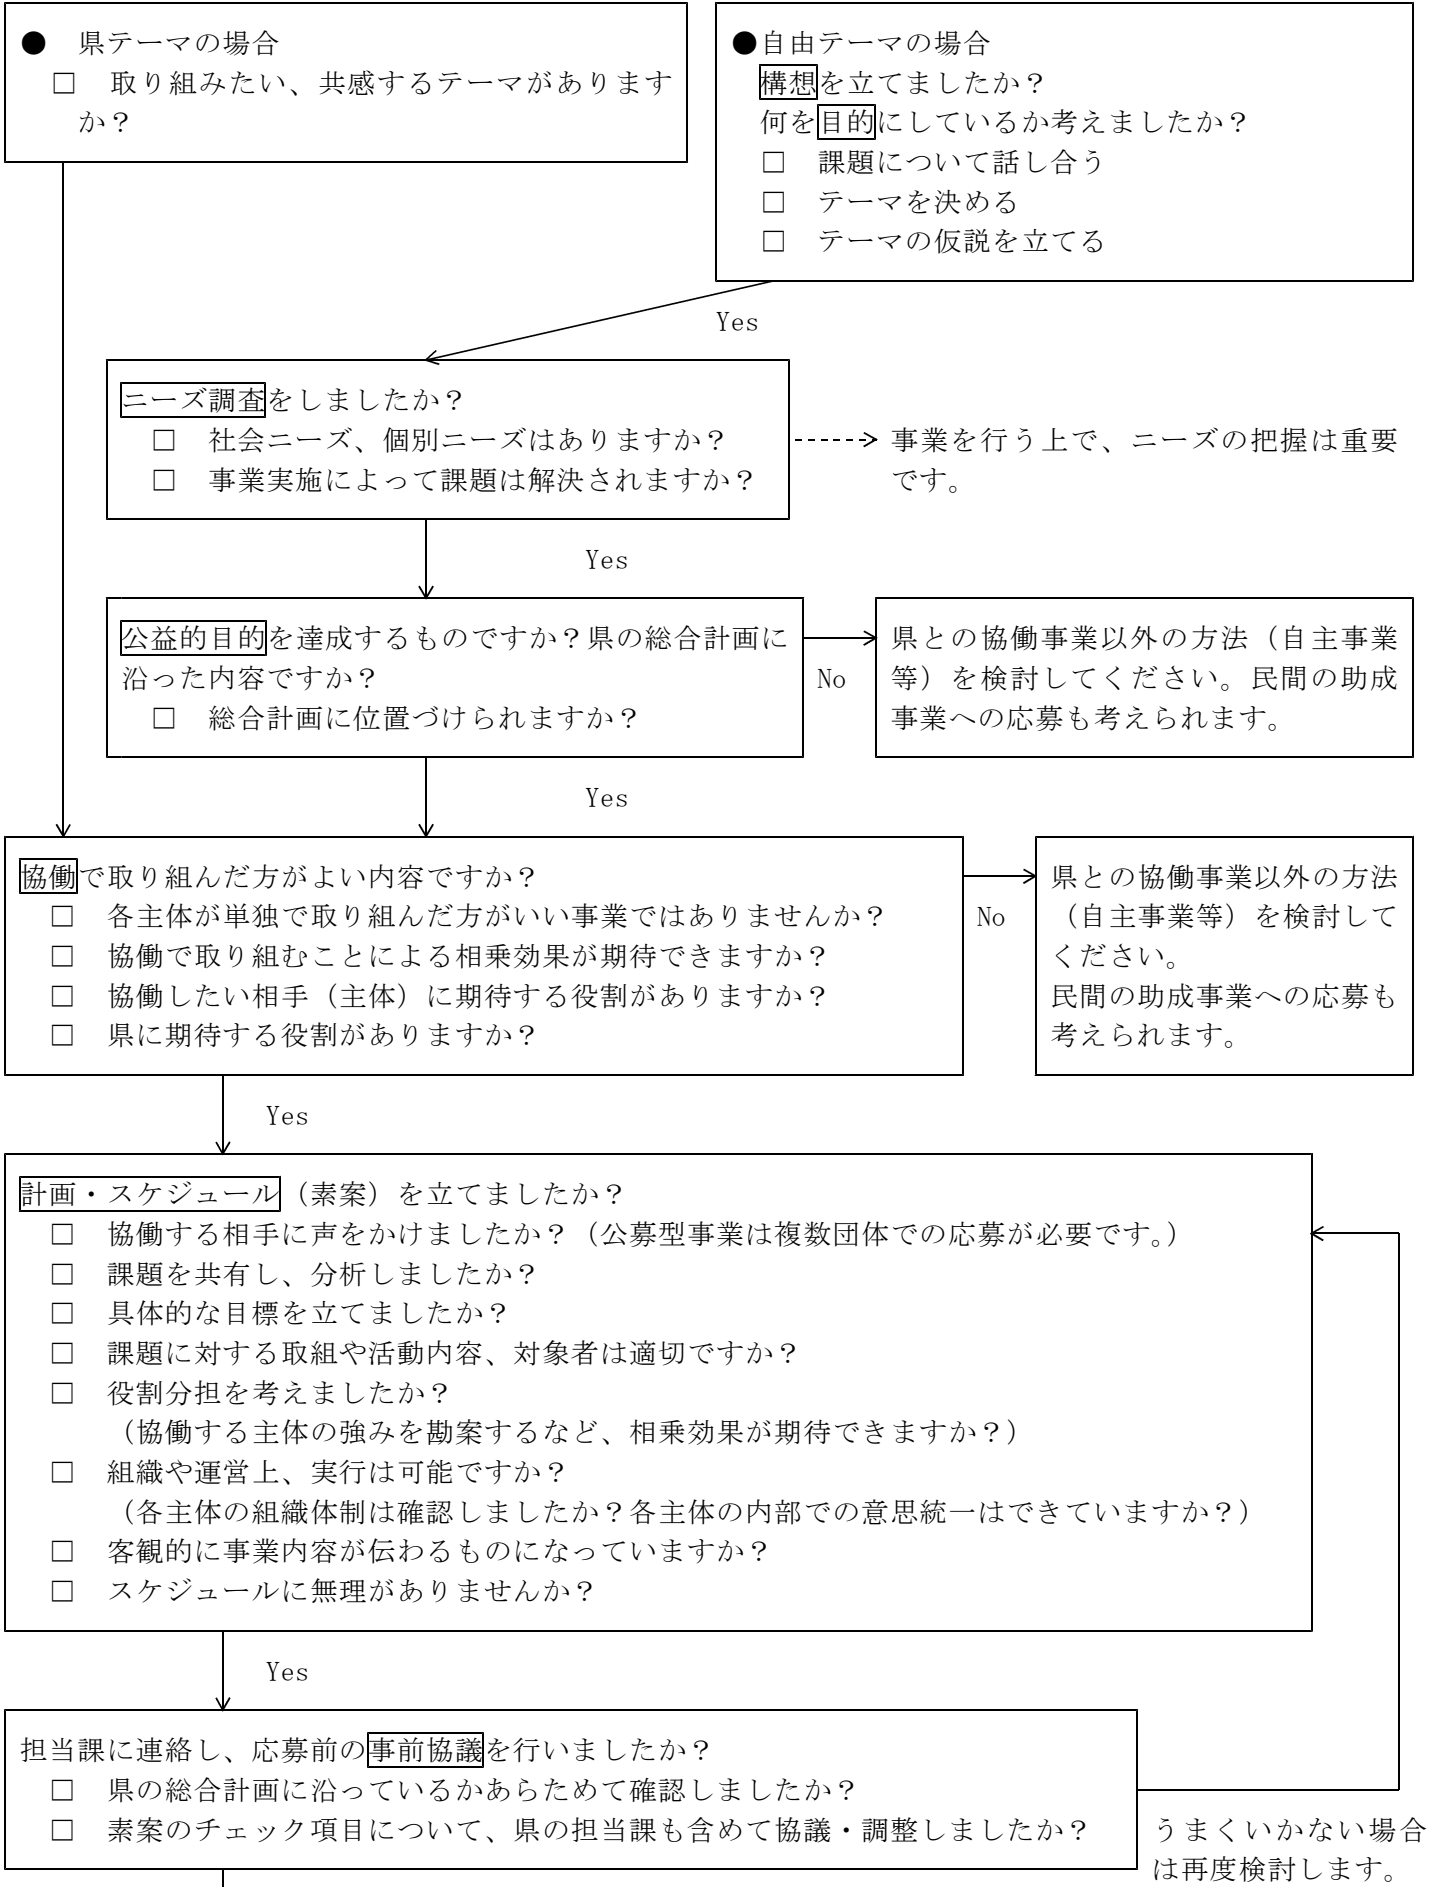 ●　県テーマの場合
□　取り組みたい、共感するテーマがあります
か？
●自由テーマの場合
構想を立てましたか？
何を目的にしているか考えましたか？
□　課題について話し合う
□　テーマを決める
□　テーマの仮説を立てる
Yes
ニーズ調査をしましたか？
□　社会ニーズ、個別ニーズはありますか？
□　事業実施によって課題は解決されますか？
事業を行う上で、ニーズの把握は重要
です。
Yes
公益的目的を達成するものですか？県の総合計画に
沿った内容ですか？
□　総合計画に位置づけられますか？
No
県との協働事業以外の方法（自主事業
等）を検討してください。民間の助成
事業への応募も考えられます。
Yes
協働で取り組んだ方がよい内容ですか？
□　各主体が単独で取り組んだ方がいい事業ではありませんか？
□　協働で取り組むことによる相乗効果が期待できますか？
□　協働したい相手（主体）に期待する役割がありますか？
□　県に期待する役割がありますか？
No
県との協働事業以外の方法
（自主事業等）を検討して
ください。
民間の助成事業への応募も
考えられます。
Yes
計画・スケジュール（素案）を立てましたか？
□　協働する相手に声をかけましたか？（公募型事業は複数団体での応募が必要です。）
□　課題を共有し、分析しましたか？
□　具体的な目標を立てましたか？
□　課題に対する取組や活動内容、対象者は適切ですか？
□　役割分担を考えましたか？
（協働する主体の強みを勘案するなど、相乗効果が期待できますか？）
□　組織や運営上、実行は可能ですか？
（各主体の組織体制は確認しましたか？各主体の内部での意思統一はできていますか？）
□　客観的に事業内容が伝わるものになっていますか？
□　スケジュールに無理がありませんか？
Yes
担当課に連絡し、応募前の事前協議を行いましたか？
□　県の総合計画に沿っているかあらためて確認しましたか？
□　素案のチェック項目について、県の担当課も含めて協議・調整しましたか？
うまくいかない場合
は再度検討します。